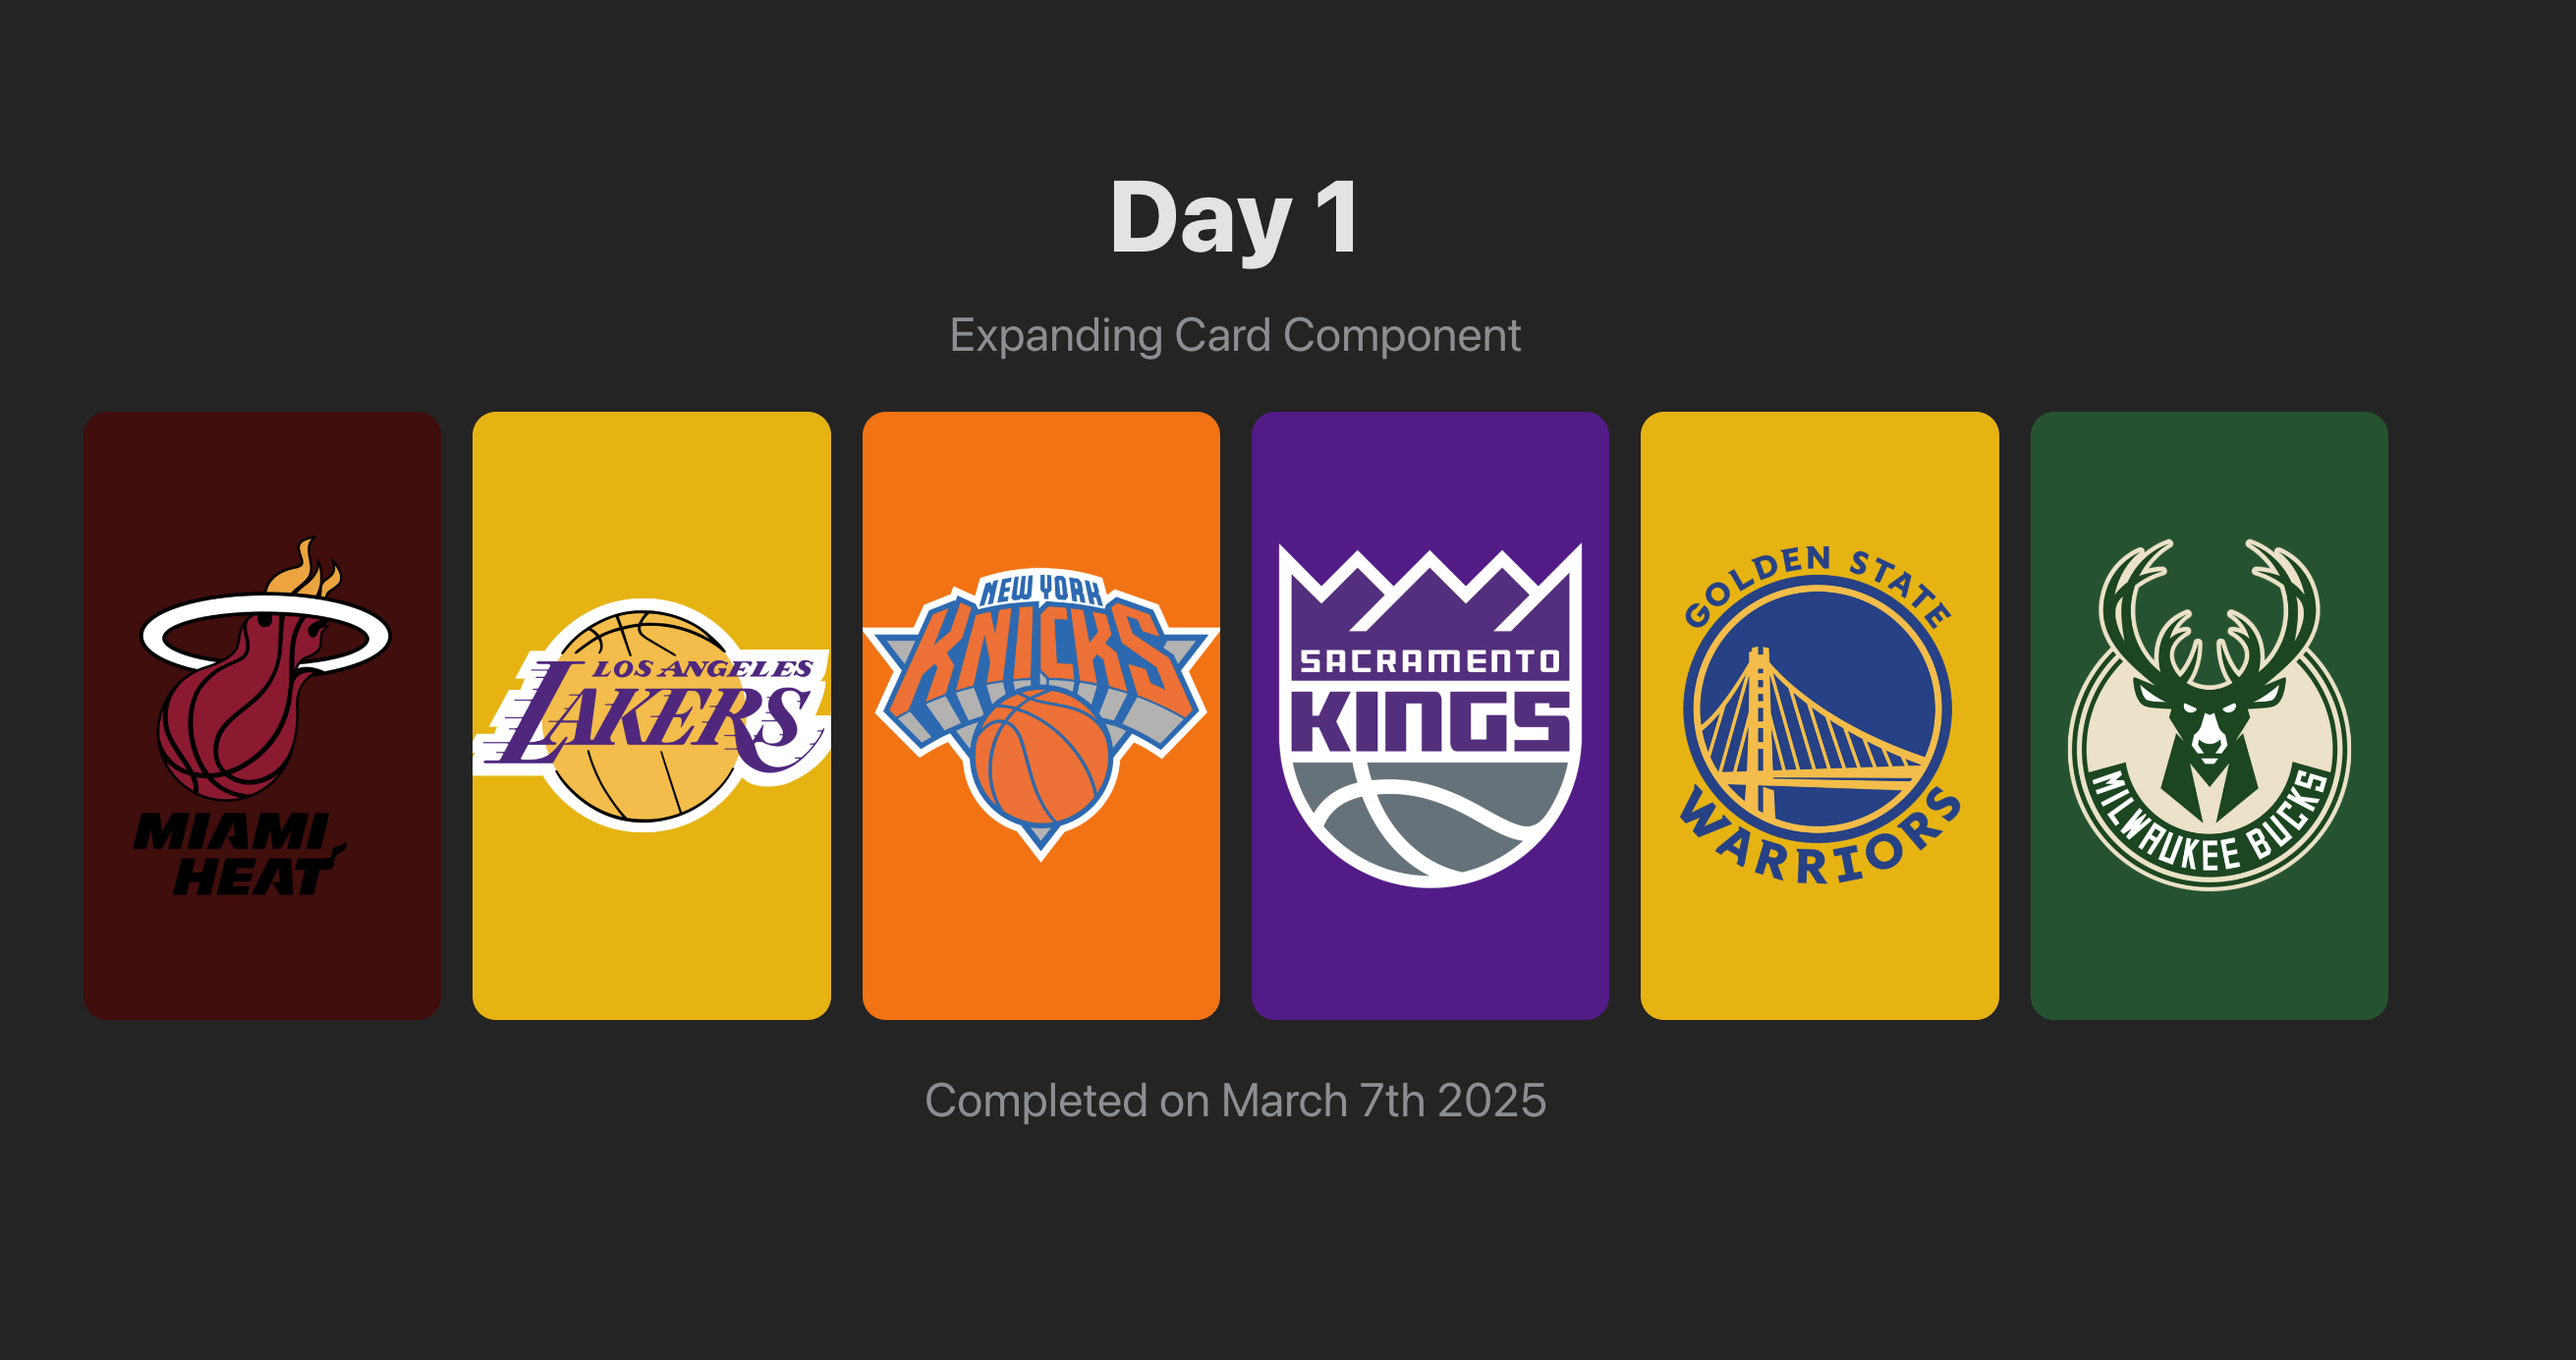 Day 1
Expanding Card Component
MIAMI
HEAT
LOS ANGELES
LAKERS
NEW YORK
KNICKS
SACRAMENTO
KINGS
GOLDEN STATE
WARRIORS
MILWAUKEE BUCKS
Completed on March 7th 2025